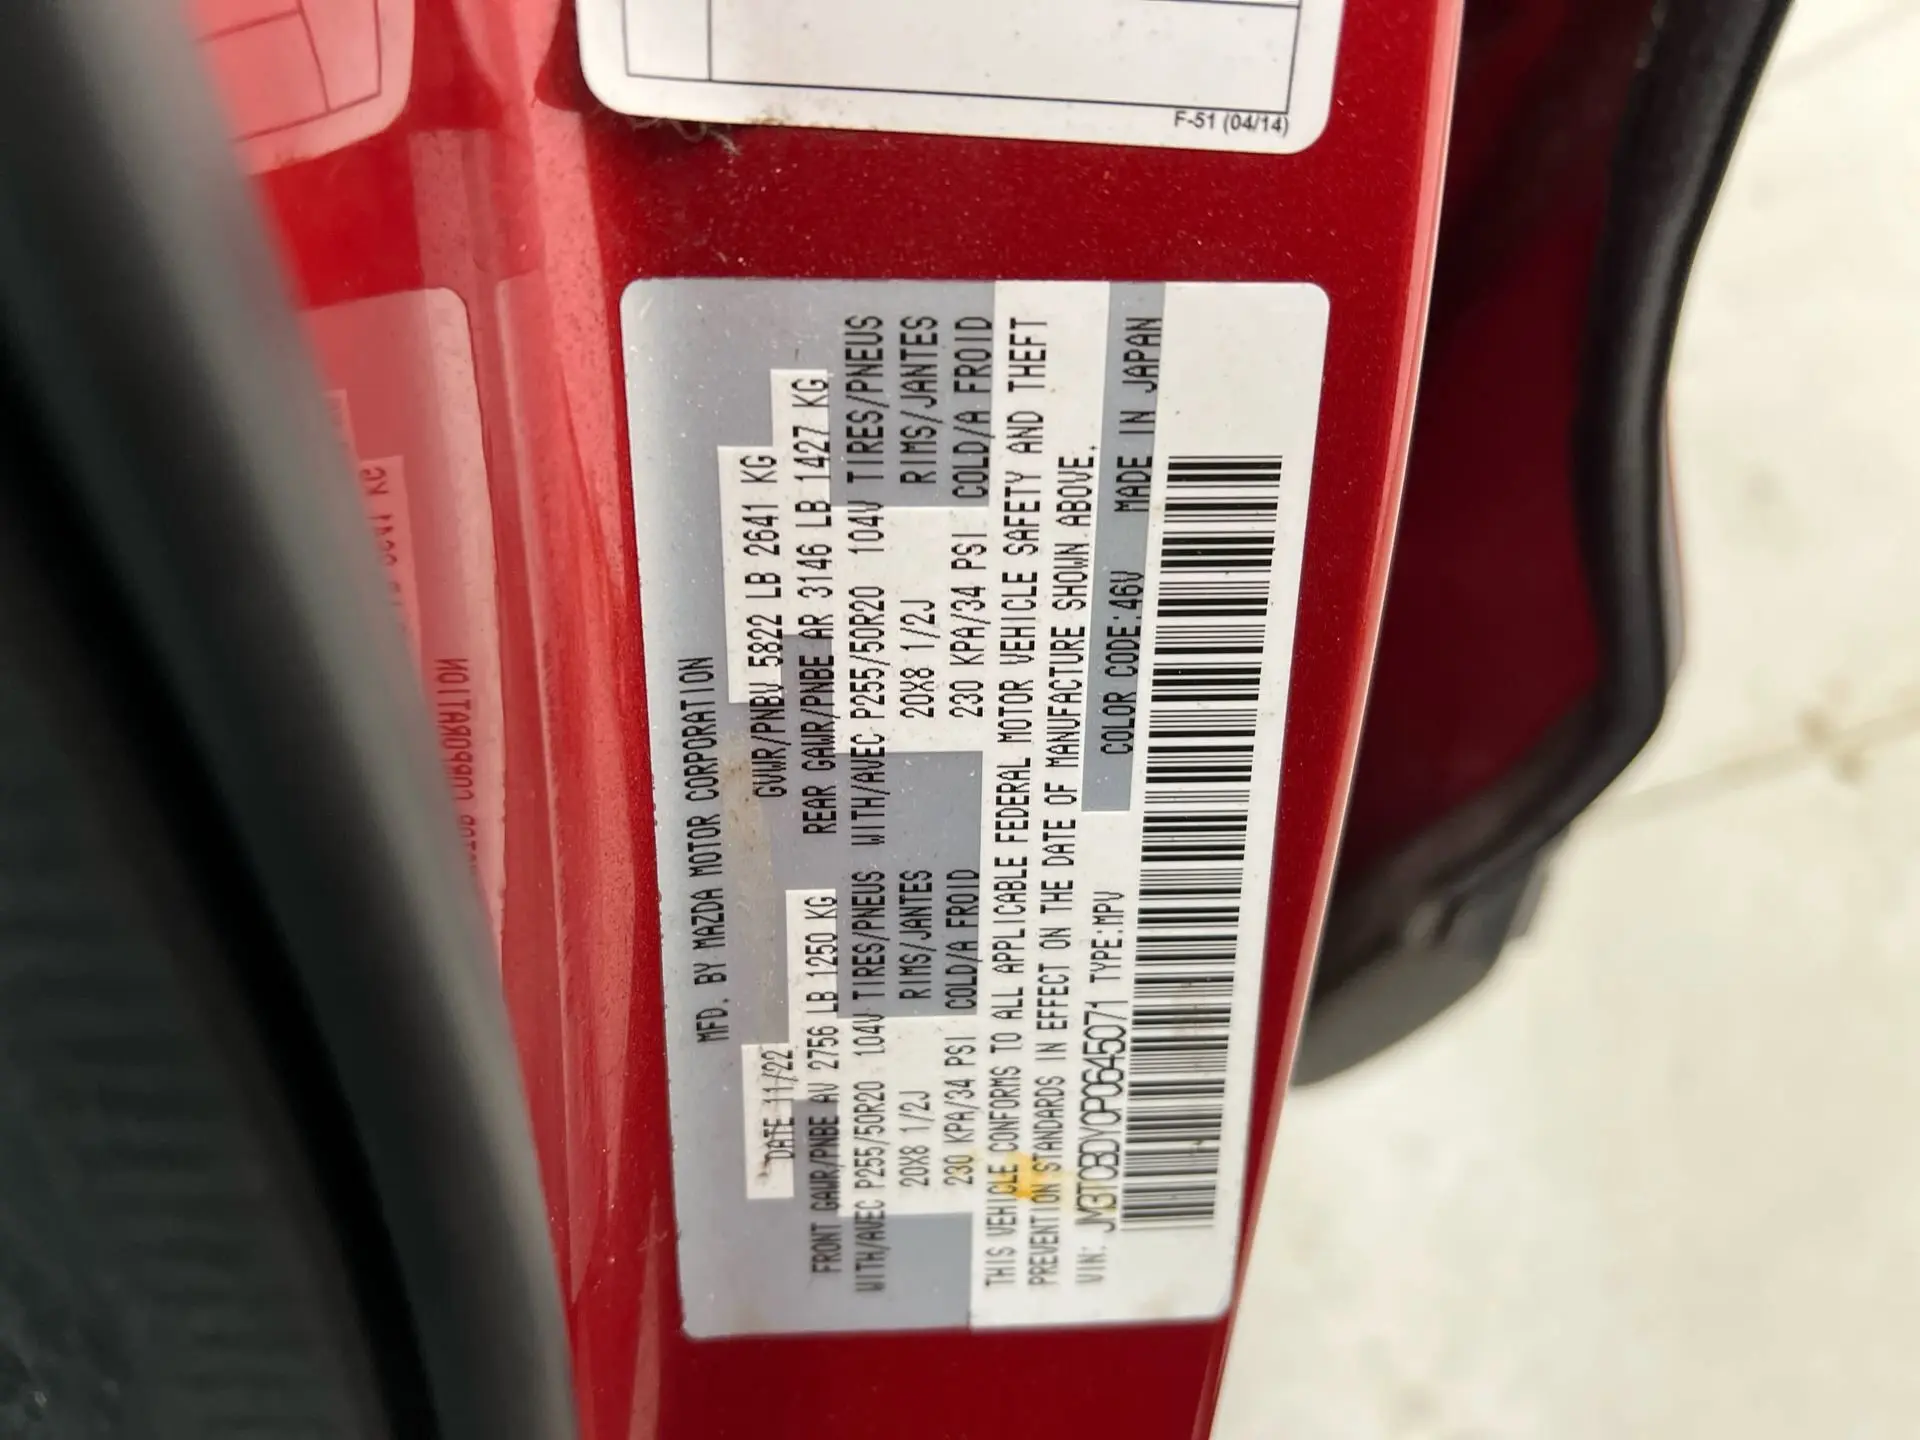 F-51 (04/14)
MFD. BY MAZDA MOTOR CORPORATION
DATE 11/22 GVWR/PNBV 5822 LB 2641 KG
FRONT GAWR/PNBE AV 2756 LB 1250 KG REAR GAWR/PNBE AR 3146 LB 1427 KG
WITH/AVEC P255/50R20 104V TIRES/PNEUS WITH/AVEC P255/50R20 104V TIRES/PNEUS
20X8 1/2J RIMS/JANTES 20X8 1/2J RIMS/JANTES
230 KPA/34 PSI COLD/A FROID 230 KPA/34 PSI COLD/A FROID
THIS VEHICLE CONFORMS TO ALL APPLICABLE FEDERAL MOTOR VEHICLE SAFETY AND THEFT
PREVENTION STANDARDS IN EFFECT ON THE DATE OF MANUFACTURE SHOWN ABOVE.
VIN: JM3TCBDY0P0645071 TYPE:MPV COLOR CODE:46V MADE IN JAPAN